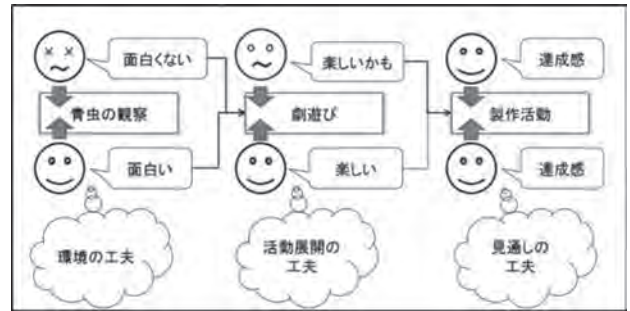 面白くない
楽しいかも
達成感
青虫の観察
劇遊び
製作活動
面白い
楽しい
達成感
環境の工夫
活動展開の
工夫
見通しの
工夫